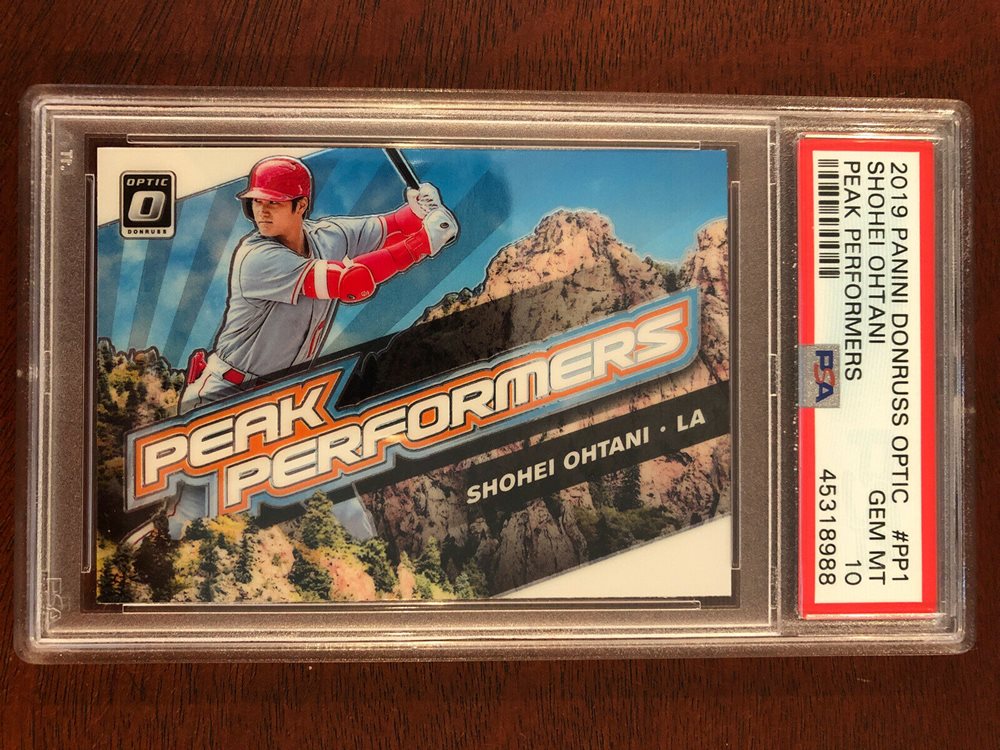 OPTIC
O
DONRUSS
PEAK
PERFORMERS
SHOHEI OHTANI · LA
2019 PANINI DONRUSS OPTIC #PP1
SHOHEI OHTANI GEM MT
PEAK PERFORMERS 10
PSA
45318988